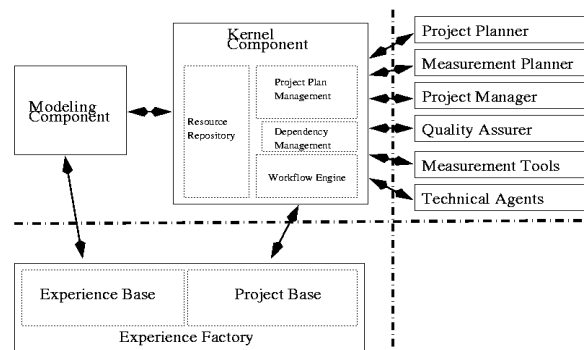 Kernel
Component
Project Planner
Measurement Planner
Project Manager
Quality Assurer
Measurement Tools
Technical Agents
Modeling
Component
Resource
Repository
Project Plan
Management
Dependency
Management
Workflow Engine
Experience Base
Project Base
Experience Factory